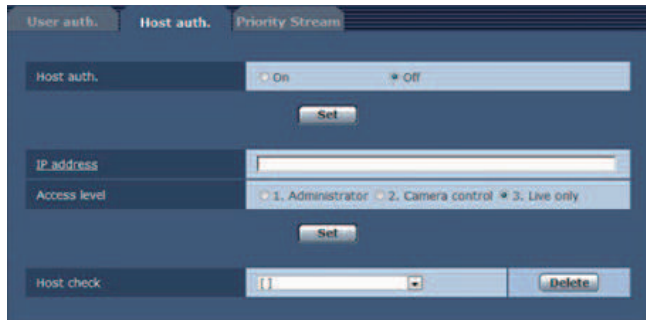 User auth. Host auth. Priority Stream
Host auth. On Off
Set
IP address
Access level 1. Administrator 2. Camera control 3. Live only
Set
Host check [ ] Delete